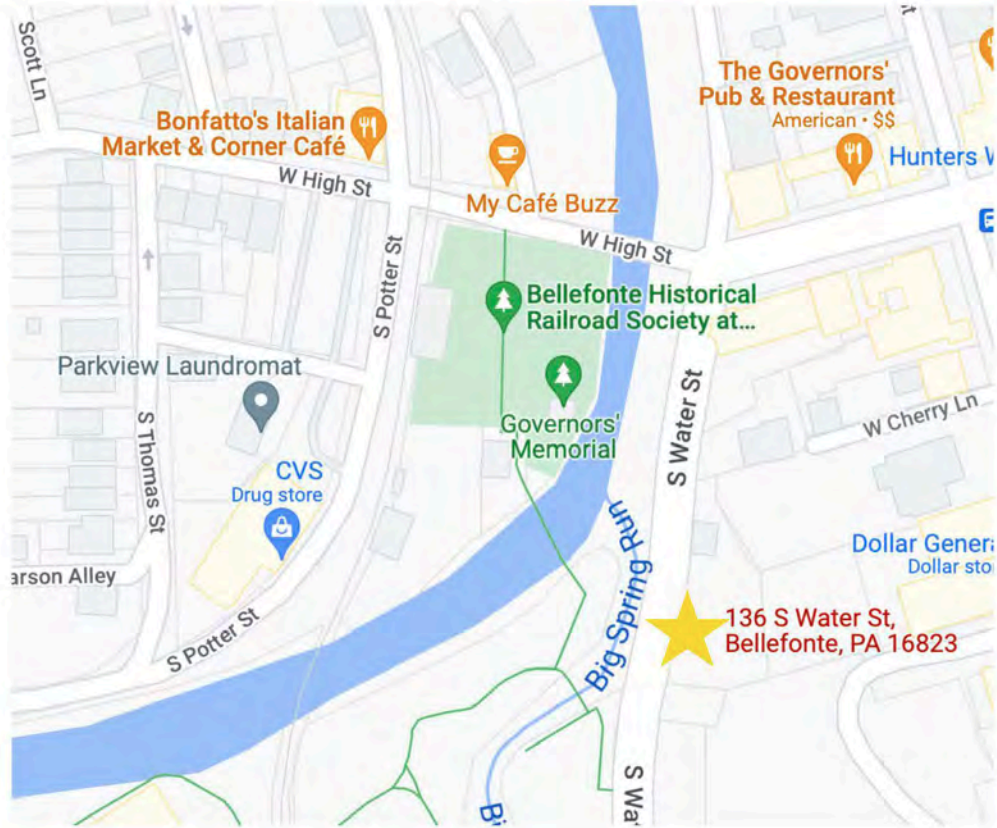 Scott Ln
The Governors'
Pub & Restaurant
American • $$
Bonfatto's Italian
Market & Corner Café
Hunters W
W High St
My Café Buzz
W High St
S Potter St
Bellefonte Historical
Railroad Society at...
Parkview Laundromat
S Water St
W Cherry Ln
Governors'
Memorial
S Thomas St
CVS
Drug store
Big Spring Run
Dollar Genera
Dollar sto
arson Alley
136 S Water St,
Bellefonte, PA 16823
S Potter St
S Wat
Bi